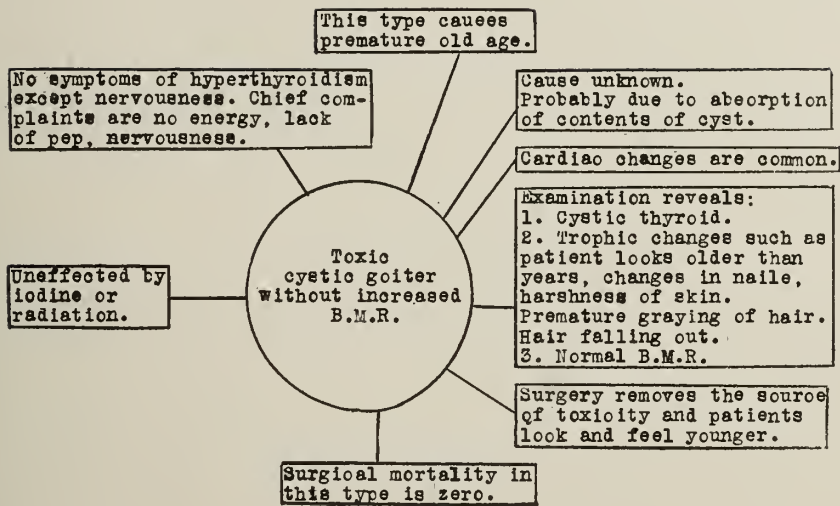 This type causes
premature old age.
No symptoms of hyperthyroidism
except nervousness. Chief com-
plaints are no energy, lack
of pep, nervousness.
Cause unknown.
Probably due to absorption
of contents of cyst.
Cardiac changes are common.
Examination reveals:
1. Cystic thyroid.
2. Trophic changes such as
patient looks older than
years, changes in nails,
harshness of skin.
Premature graying of hair.
Hair falling out.
3. Normal B.M.R.
Toxic
cystic goiter
without increased
B.M.R.
Uneffected by
iodine or
radiation.
Surgery removes the source
of toxicity and patients
look and feel younger.
Surgical mortality in
this type is zero.